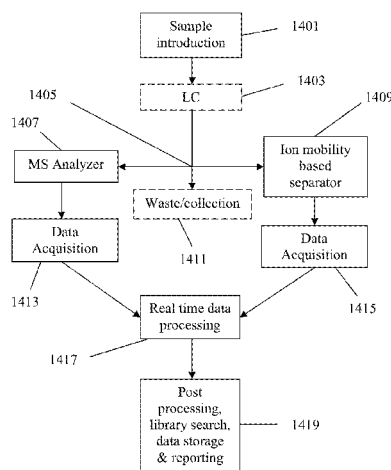 Sample
introduction
1401
LC
1403
1405
1407
1409
MS Analyzer
Ion mobility
based
separator
Waste/collection
1411
Data
Acquisition
1413
Data
Acquisition
1415
Real time data
processing
1417
Post
processing,
library search,
data storage
& reporting
1419